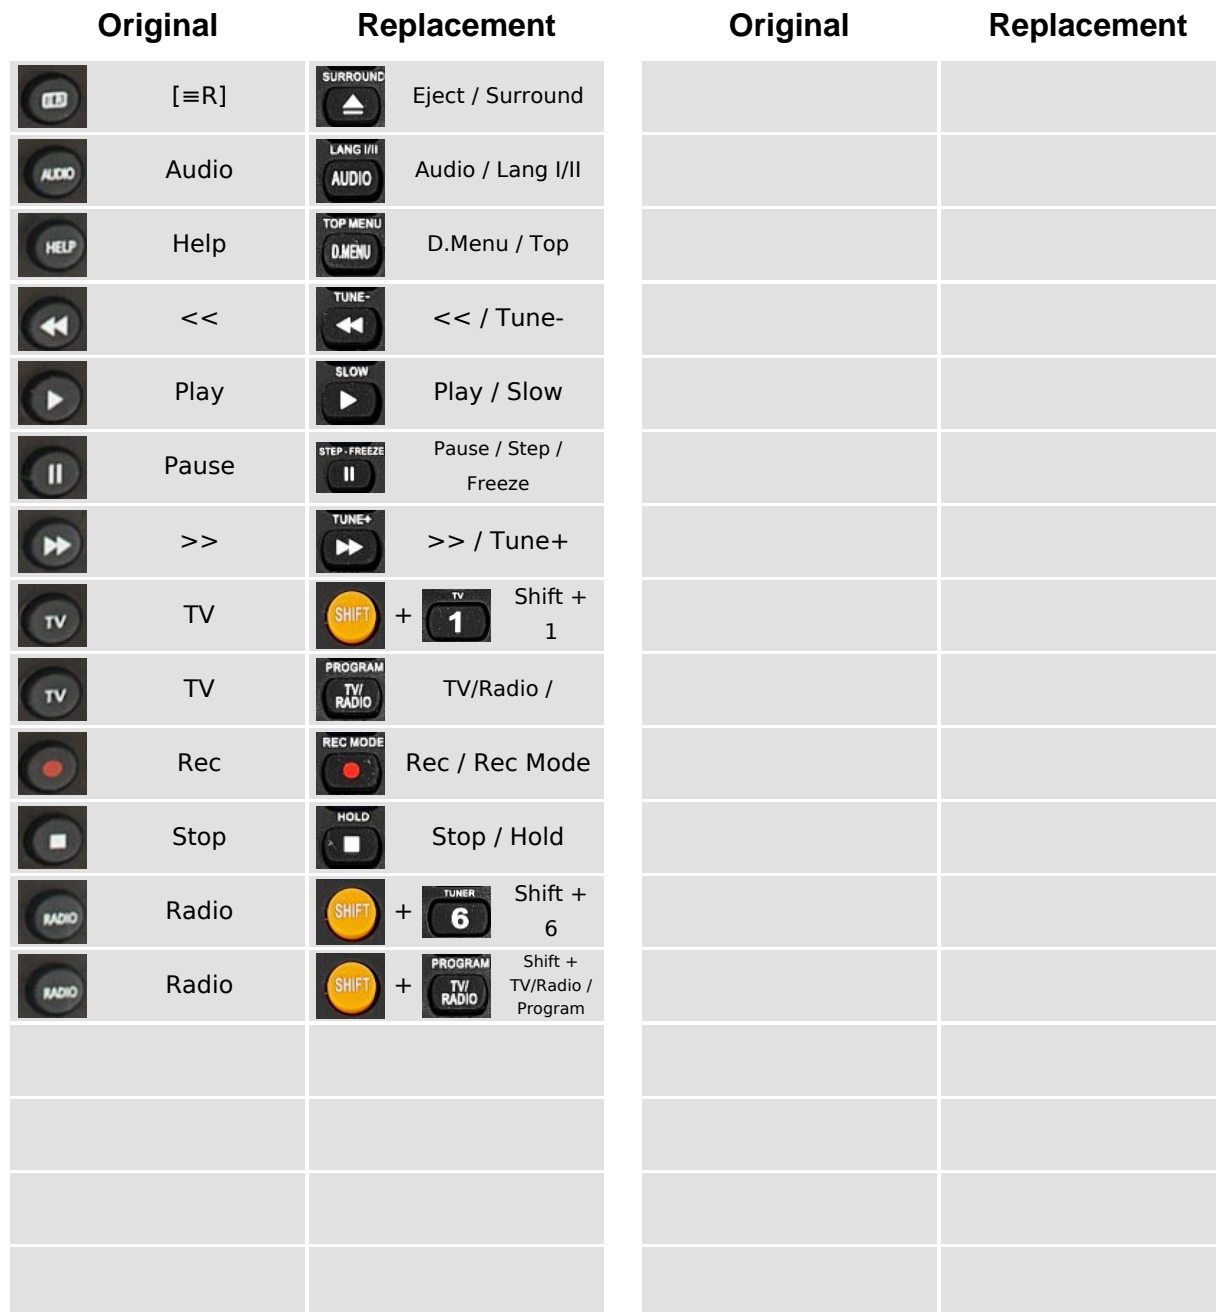 Original Replacement Original Replacement
[≡R] SURROUND Eject / Surround
AUDIO Audio LANG I/II AUDIO Audio / Lang I/II
HELP Help TOP MENU D.MENU D.Menu / Top
<< TUNE- << / Tune-
Play SLOW Play / Slow
Pause STEP-FREEZE Pause / Step /
Freeze
>> TUNE+ >> / Tune+
TV TV SHIFT + TV 1 Shift +
1
TV TV PROGRAM TV/ RADIO TV/Radio /
Rec REC MODE Rec / Rec Mode
Stop HOLD Stop / Hold
RADIO Radio SHIFT + TUNER 6 Shift +
6
RADIO Radio SHIFT + PROGRAM TV/ RADIO Shift +
TV/Radio /
Program